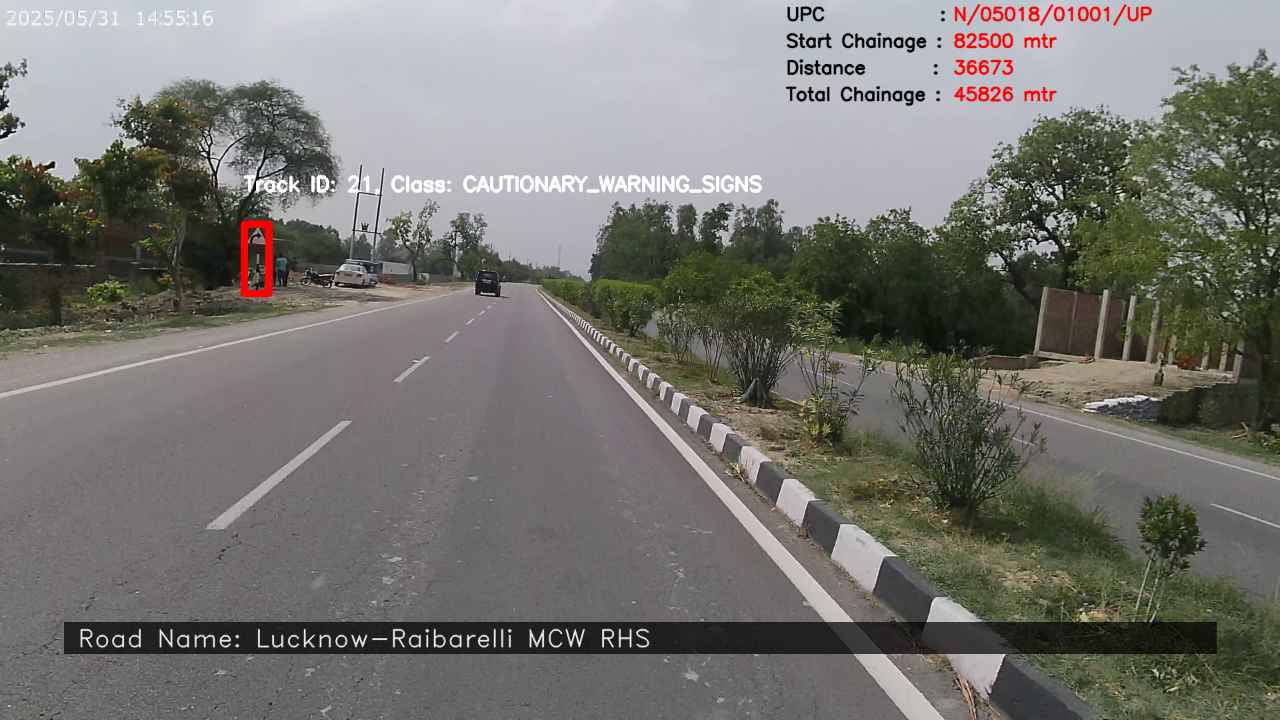 2025/05/31 14:55:16
UPC : N/05018/01001/UP
Start Chainage : 82500 mtr
Distance : 36673
Total Chainage : 45826 mtr
Track ID: 21, Class: CAUTIONARY_WARNING_SIGNS
Road Name: Lucknow-Raibarelli MCW RHS